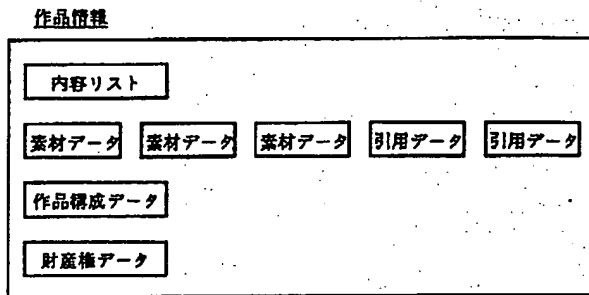 作品情報
内容リスト
素材データ 素材データ 素材データ 引用データ 引用データ
作品構成データ
財産権データ